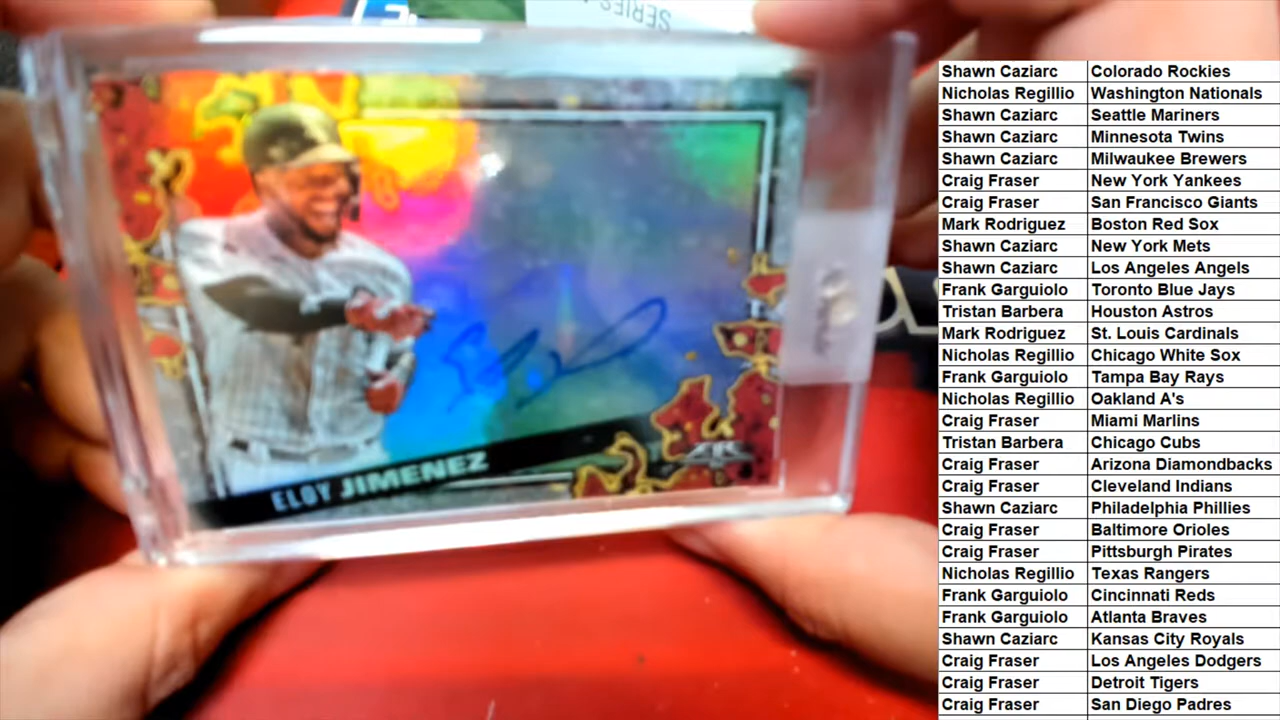 SERIES
ELOY JIMENEZ
FIRE
Shawn Caziarc Colorado Rockies
Nicholas Regillio Washington Nationals
Shawn Caziarc Seattle Mariners
Shawn Caziarc Minnesota Twins
Shawn Caziarc Milwaukee Brewers
Craig Fraser New York Yankees
Craig Fraser San Francisco Giants
Mark Rodriguez Boston Red Sox
Shawn Caziarc New York Mets
Shawn Caziarc Los Angeles Angels
Frank Garguiolo Toronto Blue Jays
Tristan Barbera Houston Astros
Mark Rodriguez St. Louis Cardinals
Nicholas Regillio Chicago White Sox
Frank Garguiolo Tampa Bay Rays
Nicholas Regillio Oakland A's
Craig Fraser Miami Marlins
Tristan Barbera Chicago Cubs
Craig Fraser Arizona Diamondbacks
Craig Fraser Cleveland Indians
Shawn Caziarc Philadelphia Phillies
Craig Fraser Baltimore Orioles
Craig Fraser Pittsburgh Pirates
Nicholas Regillio Texas Rangers
Frank Garguiolo Cincinnati Reds
Frank Garguiolo Atlanta Braves
Shawn Caziarc Kansas City Royals
Craig Fraser Los Angeles Dodgers
Craig Fraser Detroit Tigers
Craig Fraser San Diego Padres